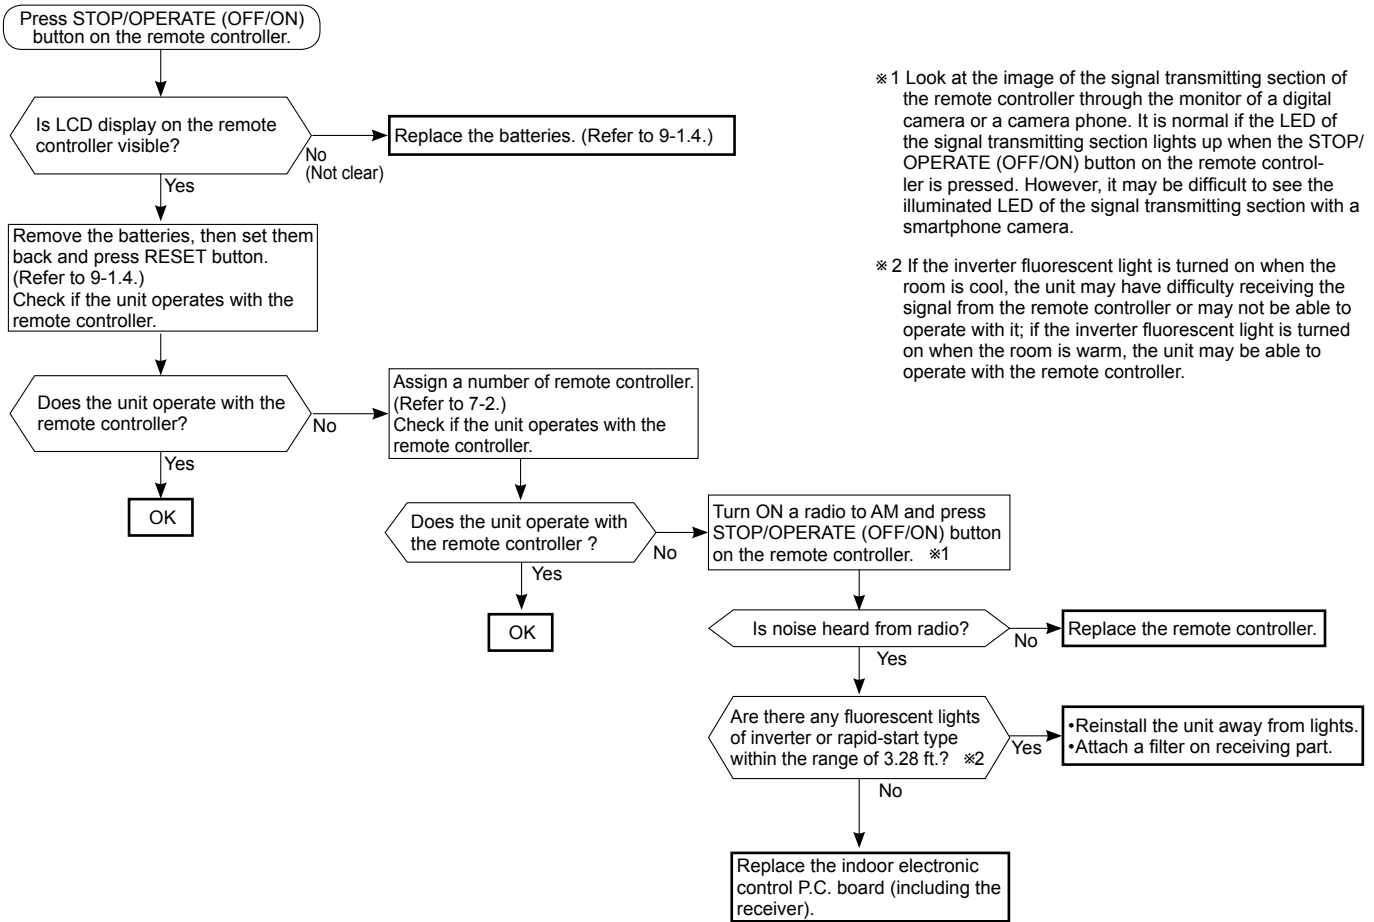 Press STOP/OPERATE (OFF/ON)
button on the remote controller.
Is LCD display on the remote
controller visible?
No
(Not clear)
Replace the batteries. (Refer to 9-1.4.)
Yes
Remove the batteries, then set them
back and press RESET button.
(Refer to 9-1.4.)
Check if the unit operates with the
remote controller.
Does the unit operate with the
remote controller?
No
Yes
OK
Assign a number of remote controller.
(Refer to 7-2.)
Check if the unit operates with the
remote controller.
Does the unit operate with
the remote controller ?
No
Yes
OK
Turn ON a radio to AM and press
STOP/OPERATE (OFF/ON) button
on the remote controller. ※1
Is noise heard from radio?
No
Replace the remote controller.
Yes
Are there any fluorescent lights
of inverter or rapid-start type
within the range of 3.28 ft.? ※2
Yes
•Reinstall the unit away from lights.
•Attach a filter on receiving part.
No
Replace the indoor electronic
control P.C. board (including the
receiver).
※1 Look at the image of the signal transmitting section of
the remote controller through the monitor of a digital
camera or a camera phone. It is normal if the LED of
the signal transmitting section lights up when the STOP/
OPERATE (OFF/ON) button on the remote control-
ler is pressed. However, it may be difficult to see the
illuminated LED of the signal transmitting section with a
smartphone camera.
※2 If the inverter fluorescent light is turned on when the
room is cool, the unit may have difficulty receiving the
signal from the remote controller or may not be able to
operate with it; if the inverter fluorescent light is turned
on when the room is warm, the unit may be able to
operate with the remote controller.